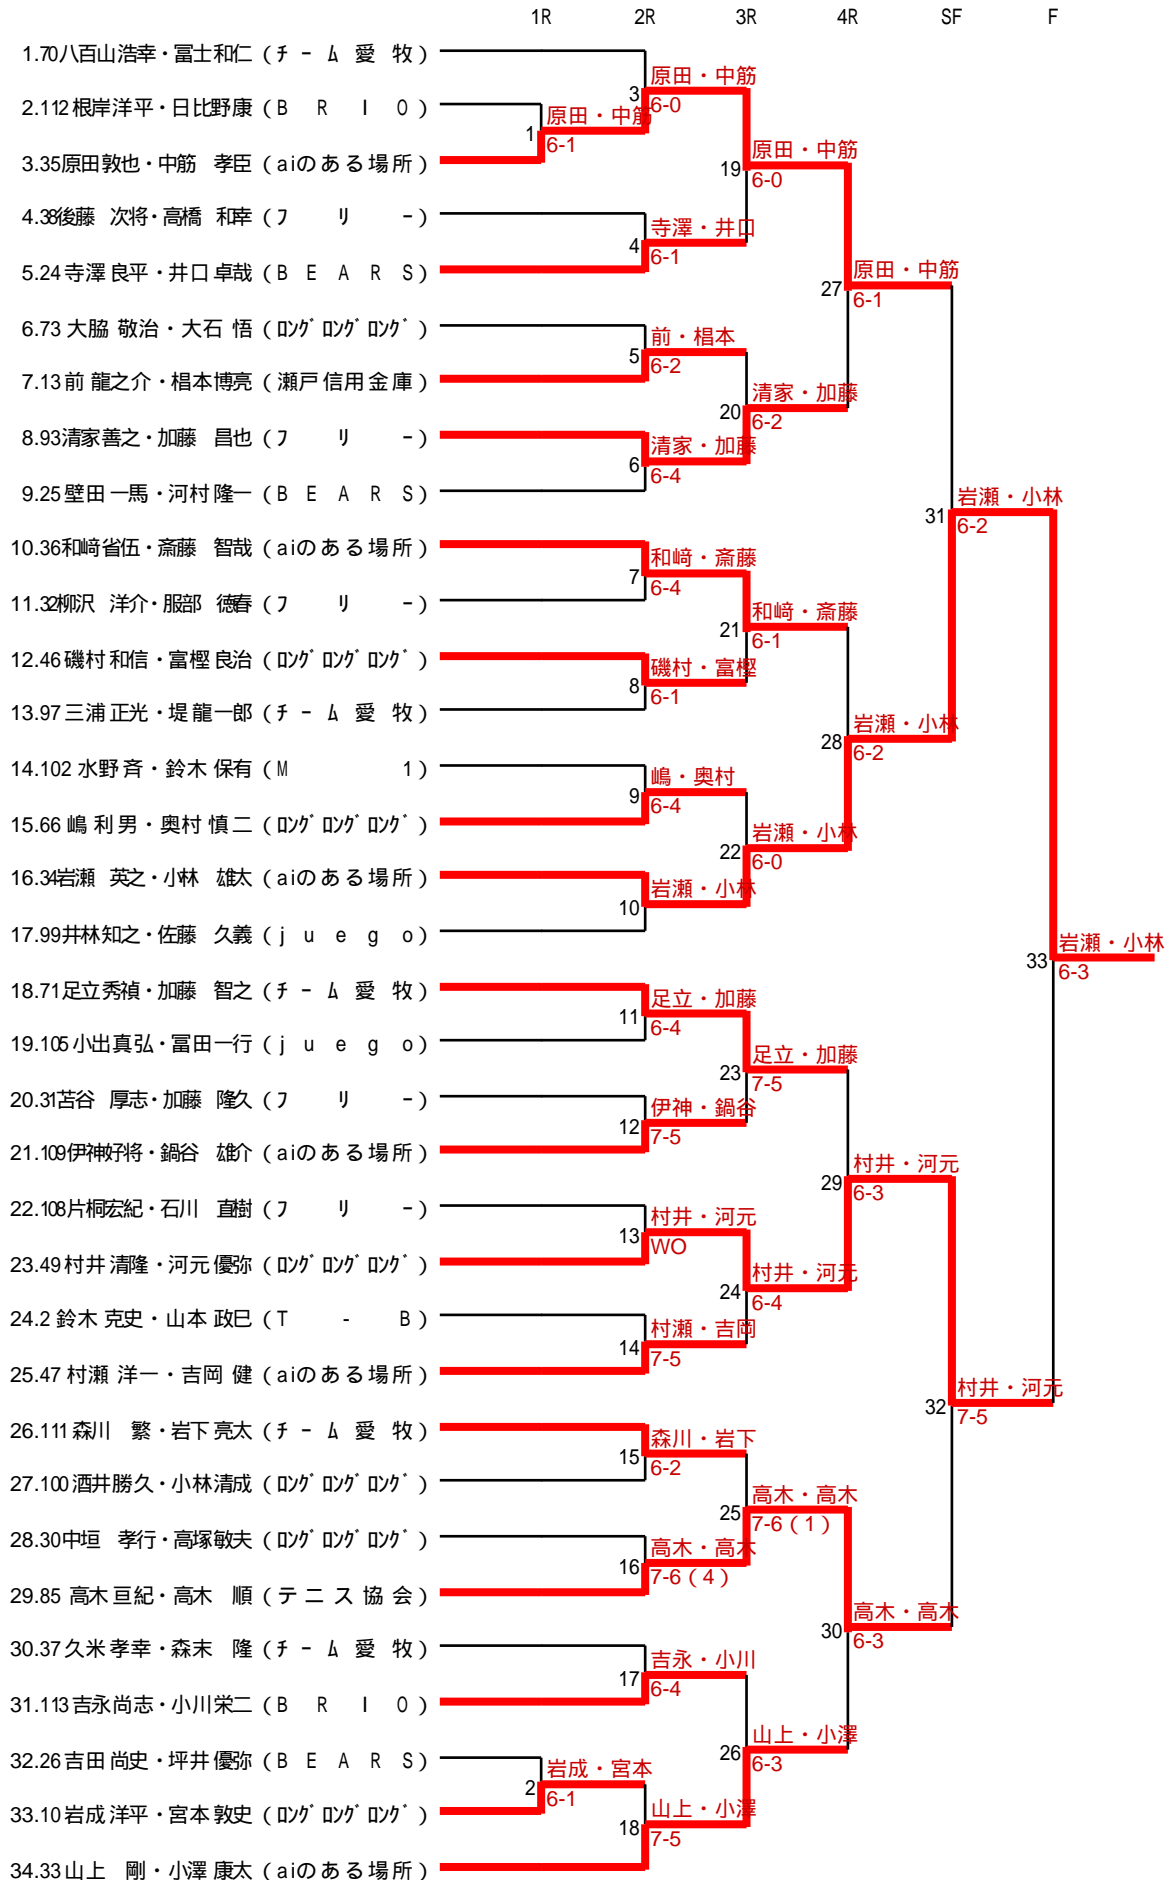 1R 2R 3R 4R SF F
1.70八百山浩幸・冨士和仁 (チ-ム愛牧)
2.112根岸洋平・日比野康 (BRIO)
3.35原田敦也・中筋 孝臣 (aiのある場所)
4.38後藤 次将・高橋 和幸 (フリ-)
5.24寺澤良平・井口卓哉 (BEARS)
6.73 大脇 敬治・大石 悟 (ロングロングロング)
7.13 前 龍之介・椙本博亮 (瀬戸信用金庫)
8.93清家善之・加藤 昌也 (フリ-)
9.25壁田一馬・河村隆一 (BEARS)
10.36和﨑省伍・斎藤 智哉 (aiのある場所)
11.32柳沢 洋介・服部 徳春 (フリ-)
12.46磯村和信・富樫良治 (ロングロングロング)
13.97三浦正光・堤龍一郎 (チ-ム愛牧)
14.102 水野 斉・鈴木 保有 (M1)
15.66 嶋 利男・奥村 慎二 (ロングロングロング)
16.34岩瀬 英之・小林 雄太 (aiのある場所)
17.99井林知之・佐藤 久義 (juego)
18.71足立秀禎・加藤 智之 (チ-ム愛牧)
19.105小出真弘・冨田一行 (juego)
20.31苫谷 厚志・加藤 隆久 (フリ-)
21.109伊神好将・鍋谷 雄介 (aiのある場所)
22.108片桐宏紀・石川 直樹 (フリ-)
23.49村井清隆・河元優弥 (ロングロングロング)
24.2 鈴木 克史・山本 政巳 (T-B)
25.47 村瀬 洋一・吉岡 健 (aiのある場所)
26.111森川 繁・岩下亮太 (チ-ム愛牧)
27.100酒井勝久・小林清成 (ロングロングロング)
28.30中垣 孝行・高塚敏夫 (ロングロングロング)
29.85 高木亘紀・高木 順 (テニス協会)
30.37久米孝幸・森末 隆 (チ-ム愛牧)
31.113吉永尚志・小川栄二 (BRIO)
32.26吉田尚史・坪井優弥 (BEARS)
33.10岩成洋平・宮本敦史 (ロングロングロング)
34.33山上 剛・小澤 康太 (aiのある場所)
1 原田・中筋
6-1
2 岩成・宮本
6-1
3 原田・中筋
6-0
4 寺澤・井口
6-1
5 前・椙本
6-2
6 清家・加藤
6-4
7 和﨑・斎藤
6-4
8 磯村・富樫
6-1
9 嶋・奥村
6-4
10 岩瀬・小林
11 足立・加藤
6-4
12 伊神・鍋谷
7-5
13 村井・河元
WO
14 村瀬・吉岡
7-5
15 森川・岩下
6-2
16 高木・高木
7-6(4)
17 吉永・小川
6-4
18 山上・小澤
7-5
19 原田・中筋
6-0
20 清家・加藤
6-2
21 和﨑・斎藤
6-1
22 岩瀬・小林
6-0
23 足立・加藤
7-5
24 村井・河元
6-4
25 高木・高木
7-6(1)
26 山上・小澤
6-3
27 原田・中筋
6-1
28 岩瀬・小林
6-2
29 村井・河元
6-3
30 高木・高木
6-3
31 岩瀬・小林
6-2
32 村井・河元
7-5
33 岩瀬・小林
6-3